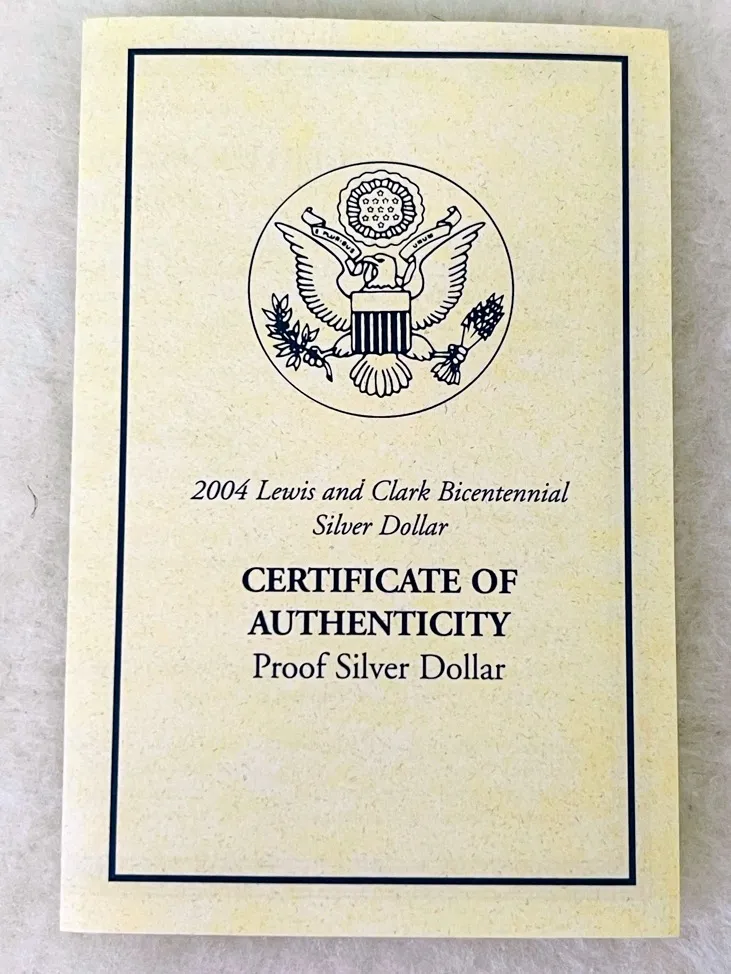 E PLURIBUS UNUM
2004 Lewis and Clark Bicentennial
Silver Dollar
CERTIFICATE OF
AUTHENTICITY
Proof Silver Dollar